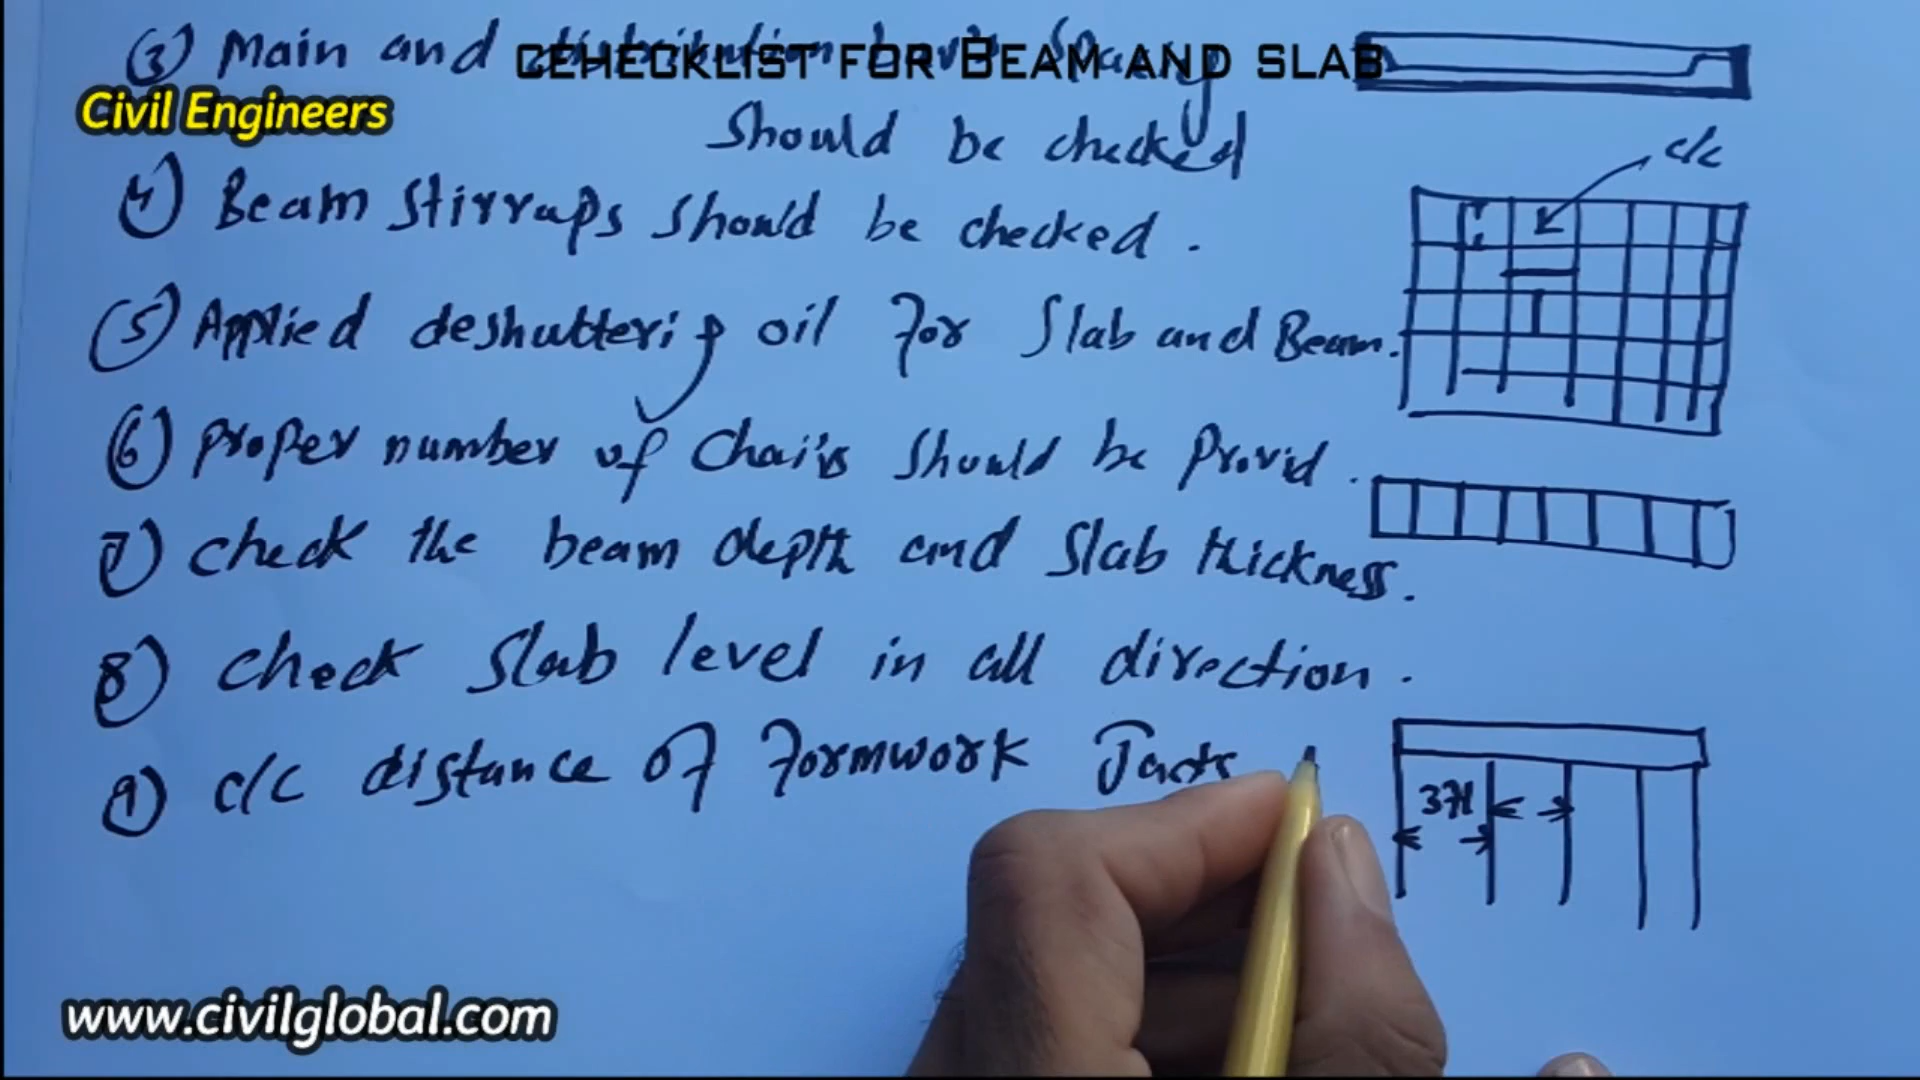 CEHECKLIST FOR BEAM AND SLAB
(3) Main and distribution bars spacing
Civil Engineers
should be checked
c/c
4) Beam stirrups should be checked.
(5) Applied deshuttering oil for slab and Beam.
(6) Proper number of Chairs should be Provid.
7) check the beam depth and slab thickness.
8) check slab level in all direction.
9) c/c distance of formwork Jacks
3ft
www.civilglobal.com